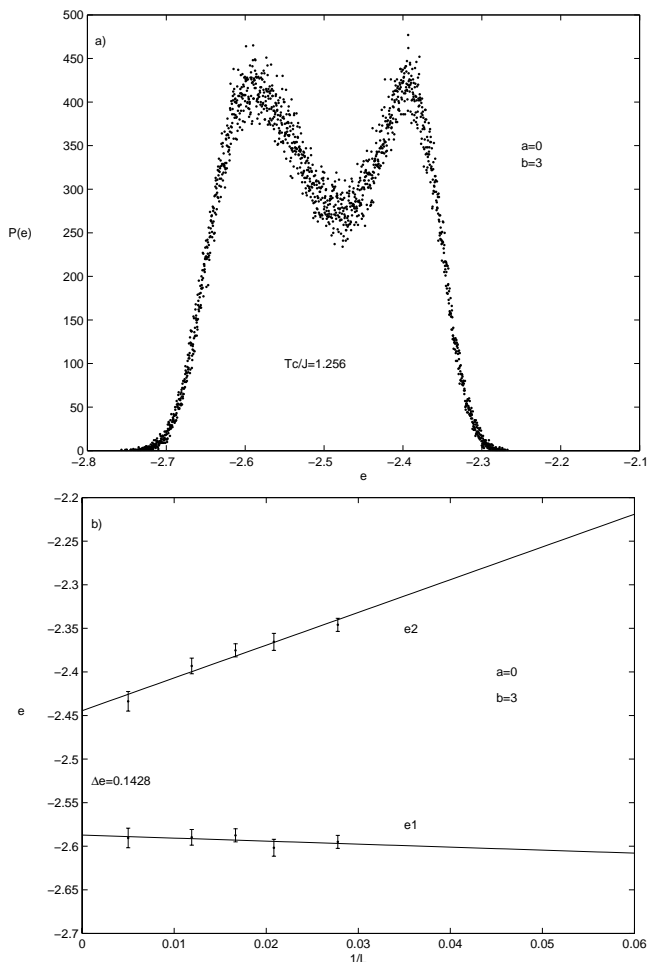 500
a)
450
400
350
a=0
b=3
300
P(e)
250
200
150
Tc/J=1.256
100
50
0
−2.8 −2.7 −2.6 −2.5 −2.4 −2.3 −2.2 −2.1
e
−2.2
b)
−2.25
−2.3
−2.35
e2
−2.4
a=0
b=3
−2.45
e
−2.5
Δe=0.1428
−2.55
e1
−2.6
−2.65
−2.7
0 0.01 0.02 0.03 0.04 0.05 0.06
1/L